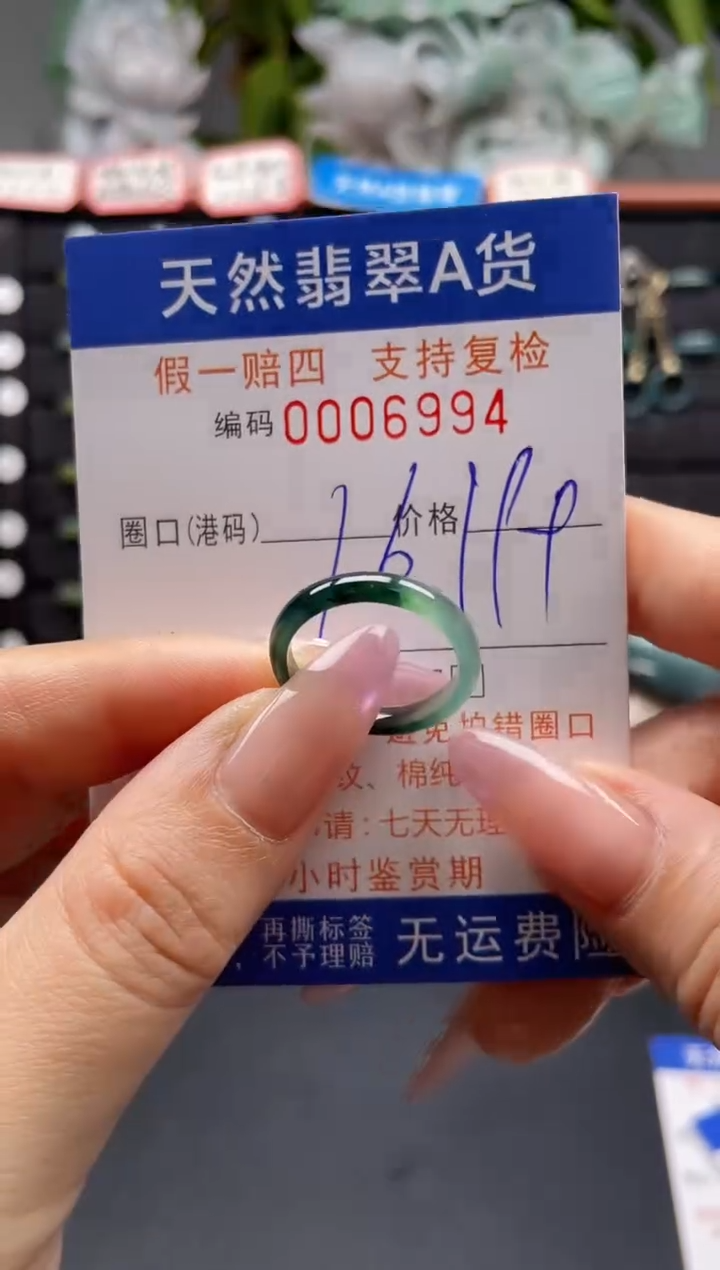 天然翡翠A货
假一赔四 支持复检
编码 0006994
圈口(港码) 价格
避免拍错圈口
纹、棉纯
请:七天无理
小时鉴赏期
再撕标签
不予理赔
无运费险